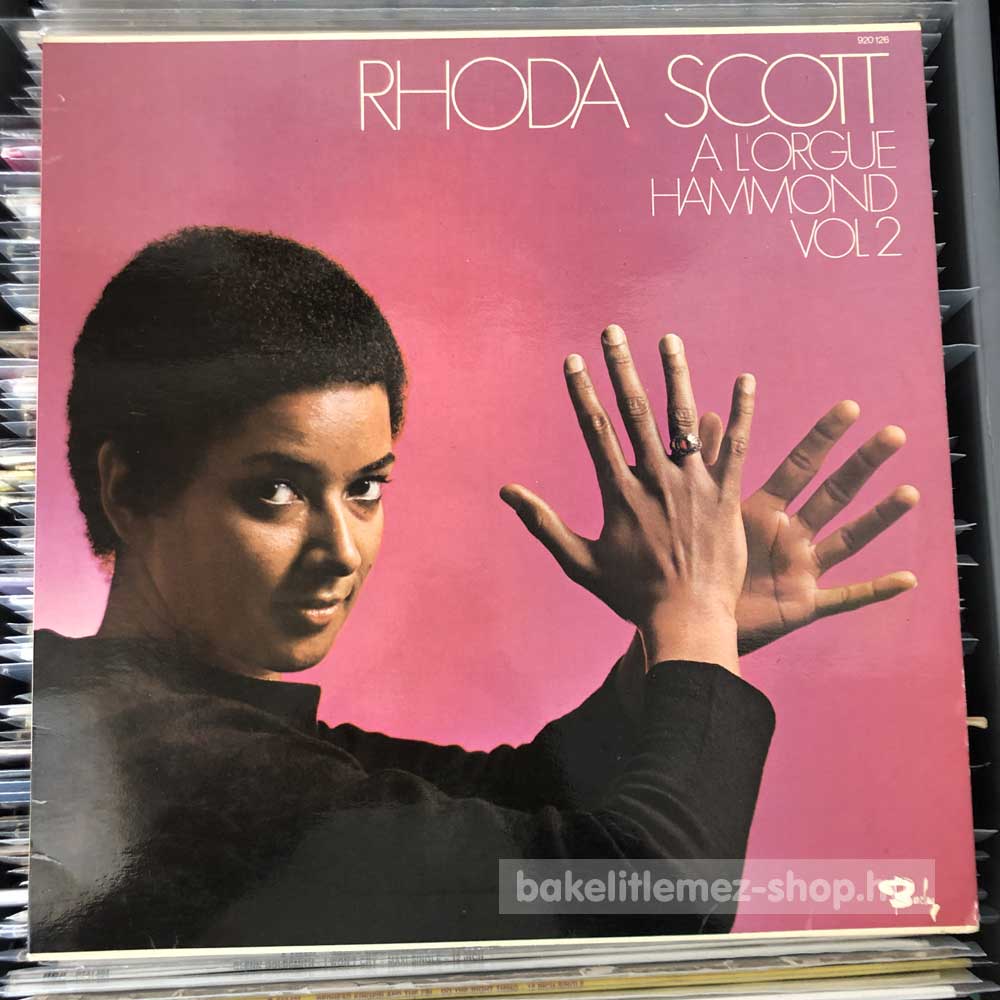 920 126
RHODA SCOTT
A L'ORGUE
HAMMOND
VOL 2
bakelitlemez-shop.hu